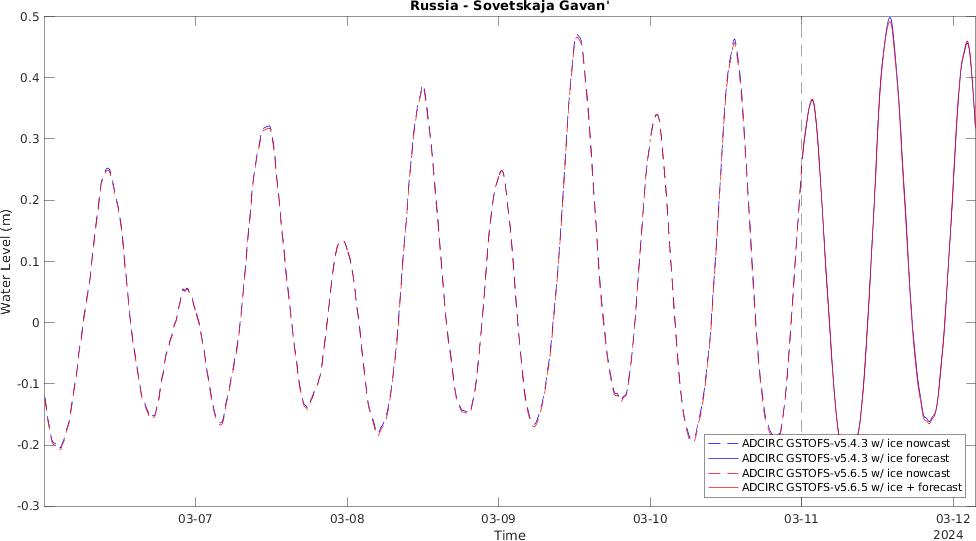 Russia - Sovetskaja Gavan'
0.5
0.4
0.3
0.2
0.1
0
-0.1
-0.2
-0.3
Water Level (m)
ADCIRC GSTOFS-v5.4.3 w/ ice nowcast
ADCIRC GSTOFS-v5.4.3 w/ ice forecast
ADCIRC GSTOFS-v5.6.5 w/ ice nowcast
ADCIRC GSTOFS-v5.6.5 w/ ice + forecast
03-07 03-08 03-09 03-10 03-11 03-12
Time
2024